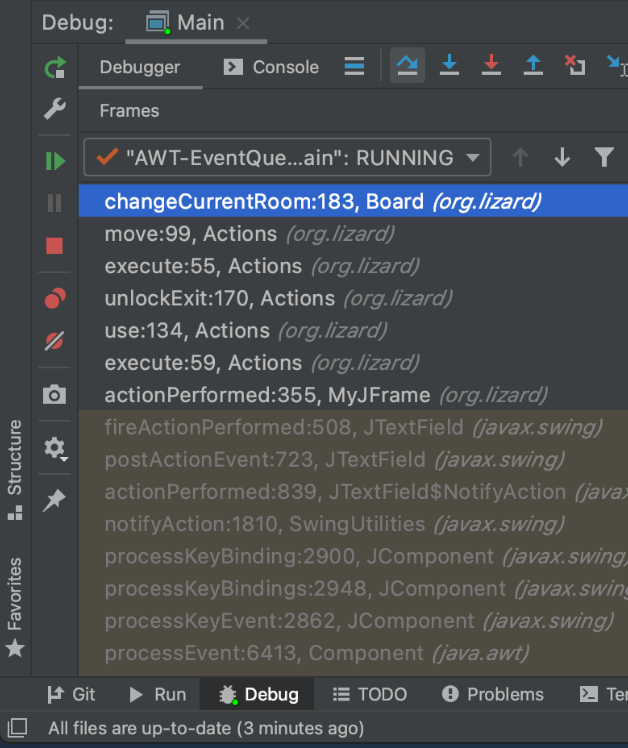 Debug: Main
Debugger Console
Frames
"AWT-EventQue...ain": RUNNING
changeCurrentRoom:183, Board (org.lizard)
move:99, Actions (org.lizard)
execute:55, Actions (org.lizard)
unlockExit:170, Actions (org.lizard)
use:134, Actions (org.lizard)
execute:59, Actions (org.lizard)
actionPerformed:355, MyJFrame (org.lizard)
fireActionPerformed:508, JTextField (javax.swing)
postActionEvent:723, JTextField (javax.swing)
actionPerformed:839, JTextField$NotifyAction (javax
notifyAction:1810, SwingUtilities (javax.swing)
processKeyBinding:2900, JComponent (javax.swing)
processKeyBindings:2948, JComponent (javax.swing
processKeyEvent:2862, JComponent (javax.swing)
processEvent:6413, Component (java.awt)
Structure
Favorites
Git Run Debug TODO Problems Ter
All files are up-to-date (3 minutes ago)